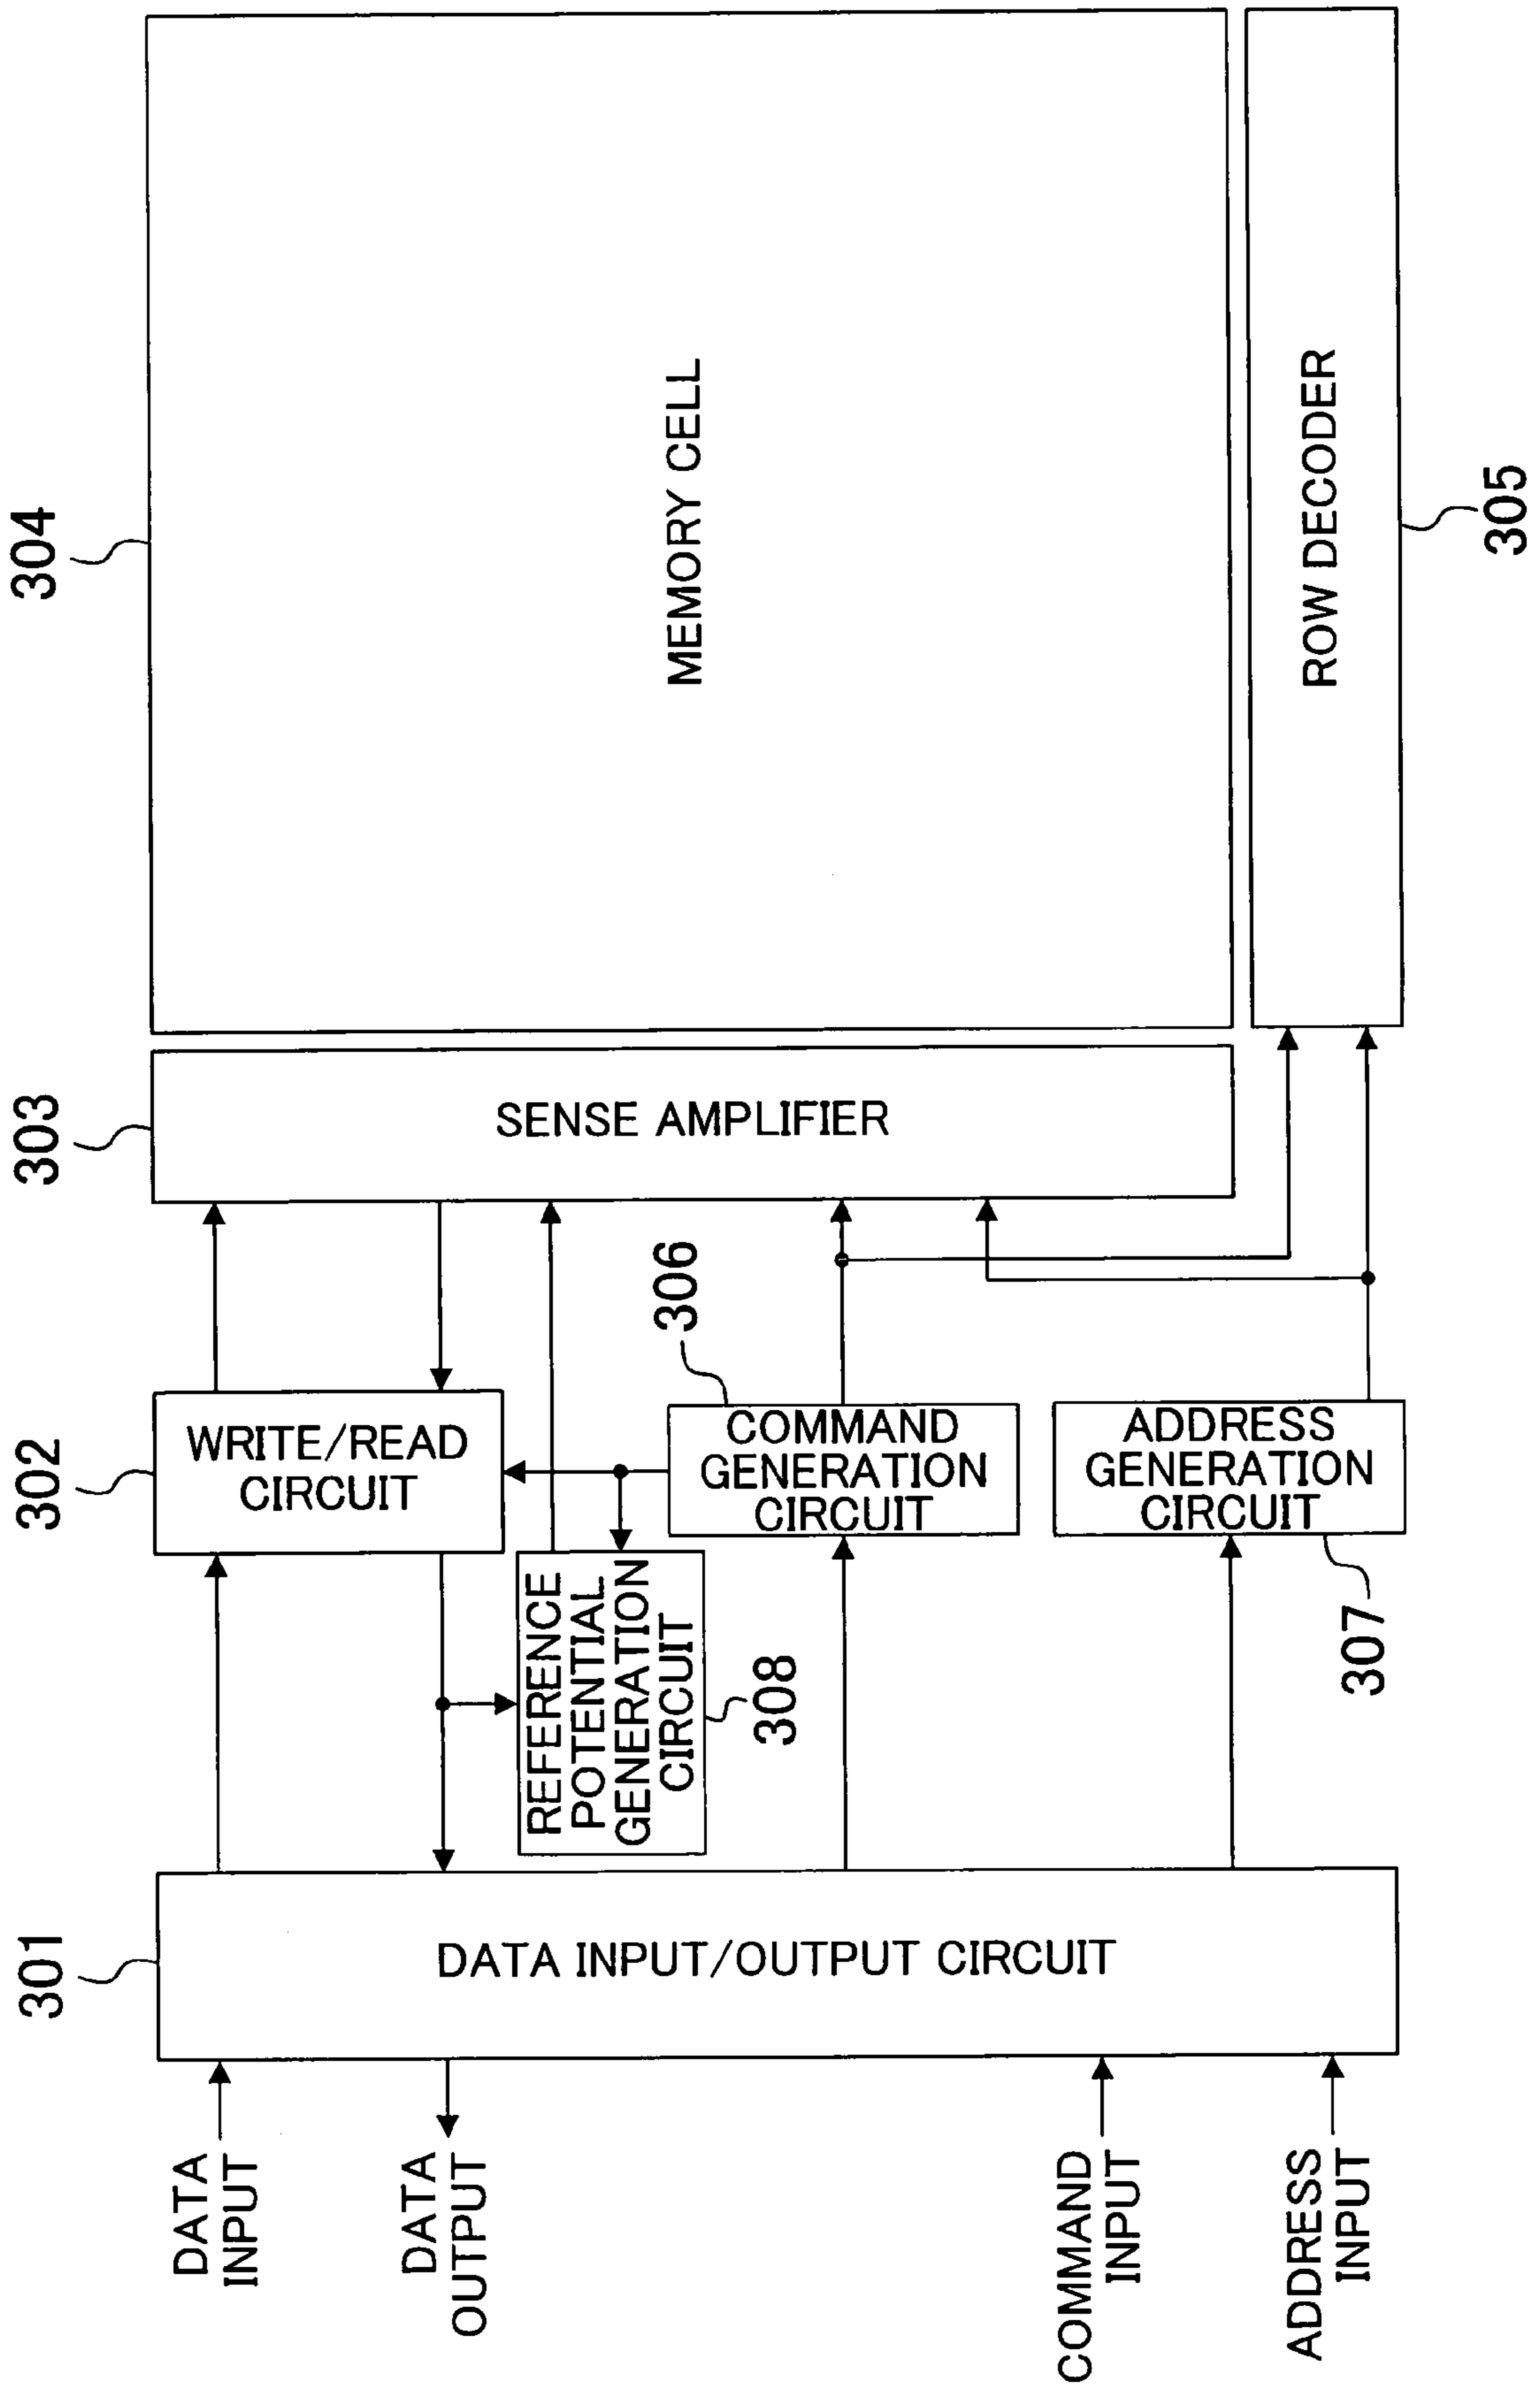 304
MEMORY CELL
ROW DECODER
305
303
SENSE AMPLIFIER
306
302
WRITE/READ
CIRCUIT
COMMAND
GENERATION
CIRCUIT
ADDRESS
GENERATION
CIRCUIT
307
REFERENCE
POTENTIAL
GENERATION
CIRCUIT
308
301
DATA INPUT/OUTPUT CIRCUIT
DATA
INPUT
DATA
OUTPUT
COMMAND
INPUT
ADDRESS
INPUT